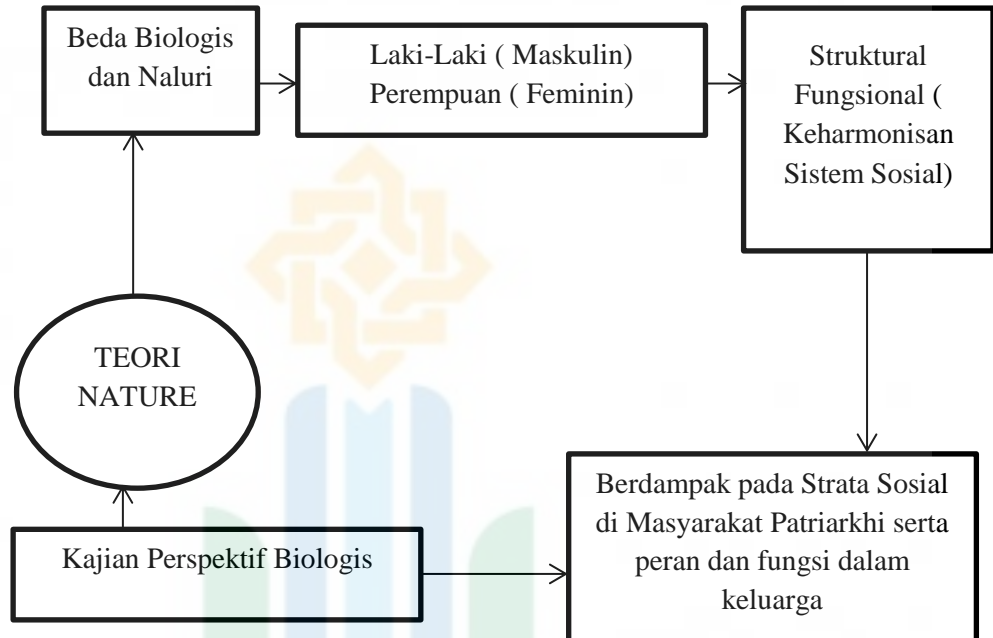 Beda Biologis
dan Naluri
Laki-Laki ( Maskulin)
Perempuan ( Feminin)
Struktural
Fungsional (
Keharmonisan
Sistem Sosial)
TEORI
NATURE
Kajian Perspektif Biologis
Berdampak pada Strata Sosial
di Masyarakat Patriarkhi serta
peran dan fungsi dalam
keluarga